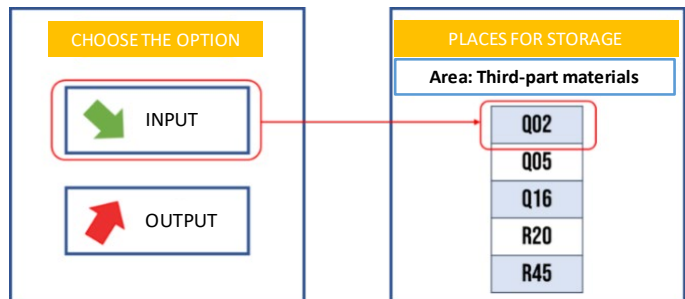 CHOOSE THE OPTION
INPUT
OUTPUT
PLACES FOR STORAGE
Area: Third-part materials
Q02
Q05
Q16
R20
R45